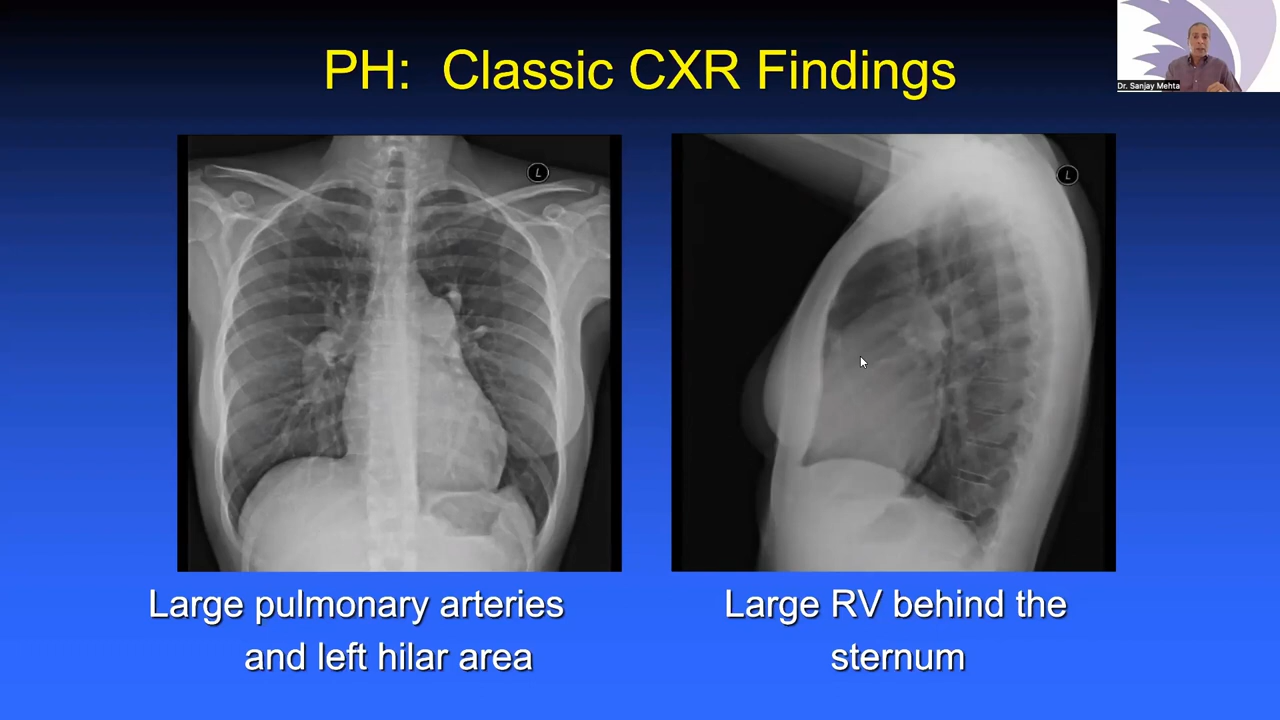 PH: Classic CXR Findings
Dr. Sanjay Mehta
L
L
Large pulmonary arteries
and left hilar area
Large RV behind the
sternum